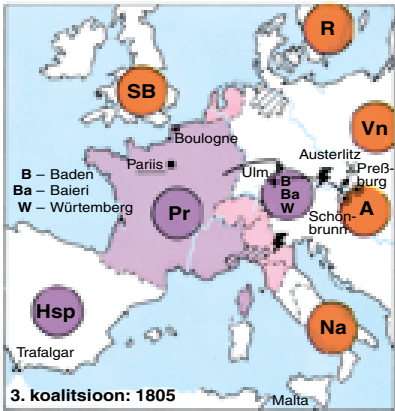 R
SB
Boulogne
Vn
Austerlitz
Preß-
burg
Pariis
Ulm
B – Baden
Ba – Baieri
W – Würtemberg
B
Ba
W
A
Schön-
brunn
Pr
Hsp
Na
Trafalgar
3. koalitsioon: 1805
Malta